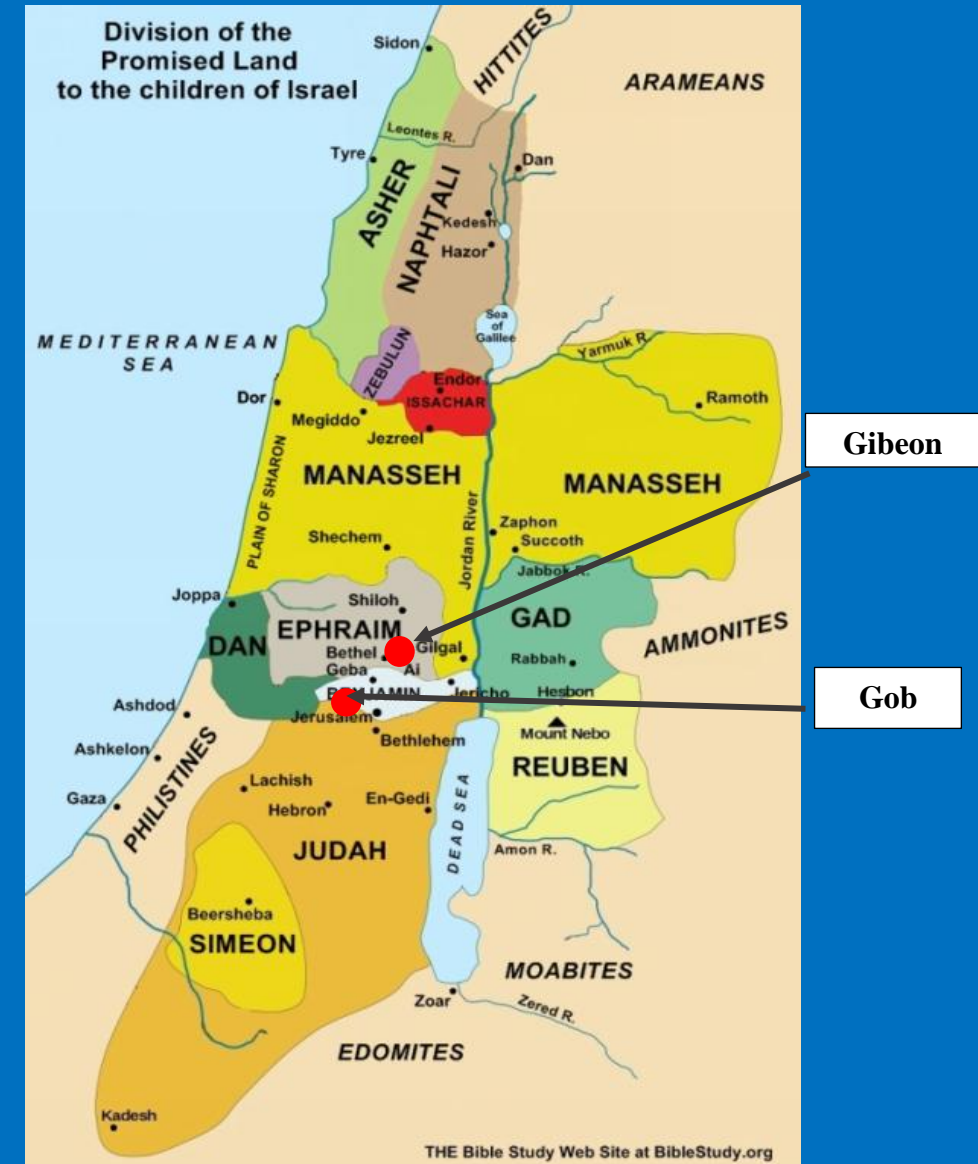 Division of the
Promised Land
to the children of Israel
Sidon
HITTITES
ARAMEANS
Leontes R.
Tyre
Dan
ASHER
NAPHTALI
Kedesh
Hazor
Sea
of
Galilee
MEDITERRANEAN
SEA
ZEBULUN
Yarmuk R.
Endor
ISSACHAR
Dor
Ramoth
Megiddo
Jezreel
Gibeon
PLAIN OF SHARON
MANASSEH
MANASSEH
Jordan River
Zaphon
Succoth
Shechem
Jabbok R.
Joppa
Shiloh
EPHRAIM
GAD
DAN
AMMONITES
Bethel
Gilgal
Geba
Ai
Rabbah
Jericho
Hesbon
Gob
Ashdod
Jerusalem
Mount Nebo
Bethlehem
Ashkelon
PHILISTINES
REUBEN
Lachish
Gaza
Hebron
En-Gedi
DEAD SEA
JUDAH
Arnon R.
Beersheba
SIMEON
MOABITES
Zoar
Zered R.
EDOMITES
Kadesh
THE Bible Study Web Site at BibleStudy.org